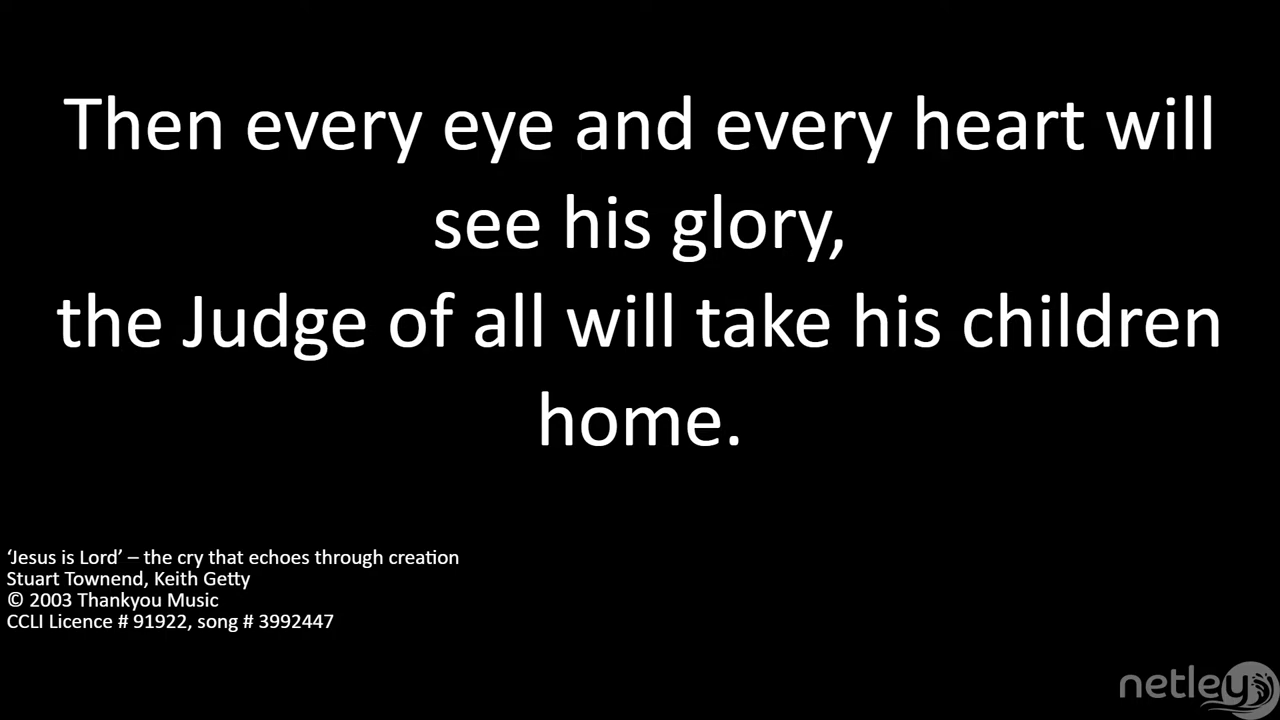 Then every eye and every heart will
see his glory,
the Judge of all will take his children
home.
‘Jesus is Lord’ – the cry that echoes through creation
Stuart Townend, Keith Getty
© 2003 Thankyou Music
CCLI Licence # 91922, song # 3992447
netley